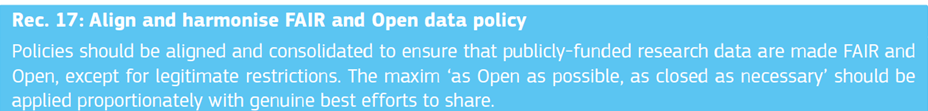 Rec. 17: Align and harmonise FAIR and Open data policy
Policies should be aligned and consolidated to ensure that publicly-funded research data are made FAIR and
Open, except for legitimate restrictions. The maxim ‘as Open as possible, as closed as necessary’ should be
applied proportionately with genuine best efforts to share.